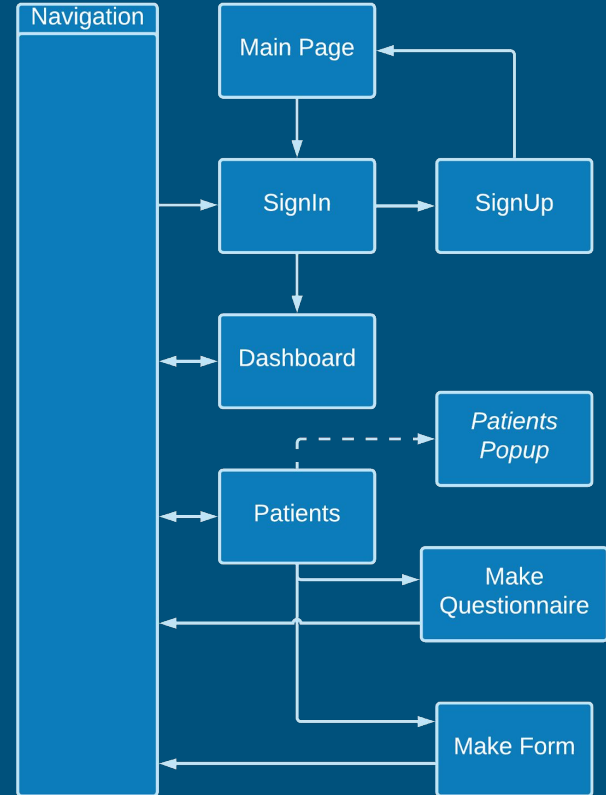 Navigation
Main Page
SignIn
SignUp
Dashboard
Patients
Popup
Patients
Make
Questionnaire
Make Form